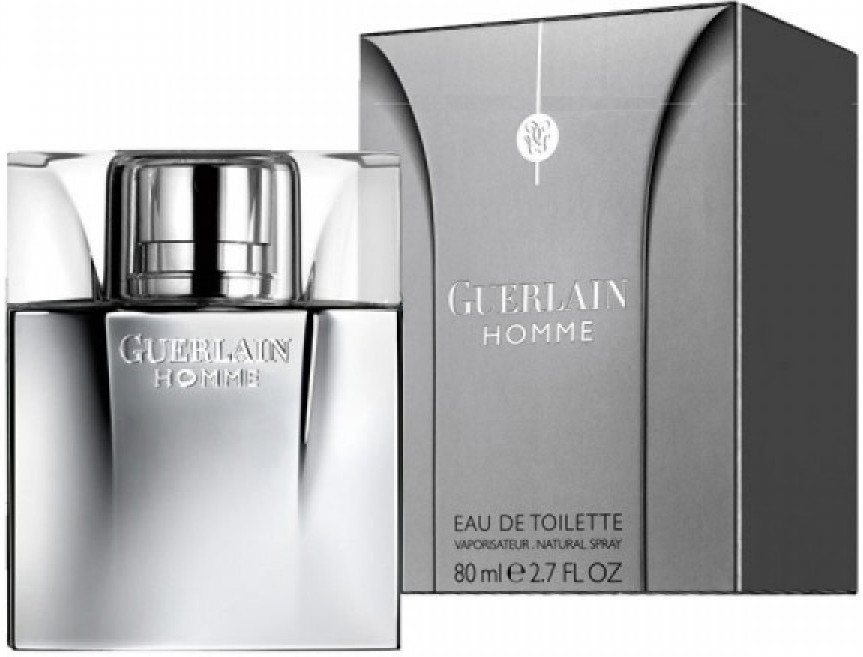 GUERLAIN
HOMME
GUERLAIN
HOMME
EAU DE TOILETTE
VAPORISATEUR . NATURAL SPRAY
80 ml e 2.7 FL OZ